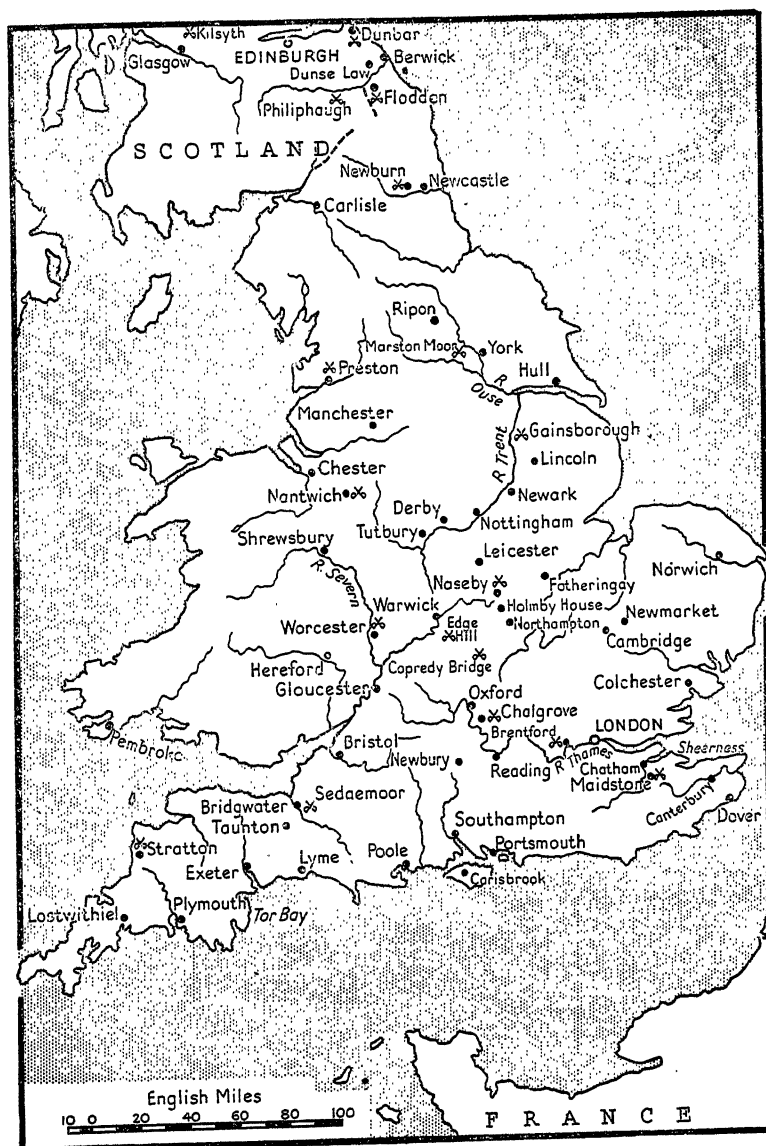 Kilsyth
Dunbar
Glasgow
EDINBURGH
Berwick
Dunse Law
Philiphaugh
Flodden
SCOTLAND
Newburn
Newcastle
Carlisle
Ripon
Marston Moor
York
Preston
R Ouse
Hull
Manchester
R Trent
Gainsborough
Lincoln
Chester
Nantwich
Newark
Derby
Nottingham
Tutbury
Shrewsbury
Leicester
R. Severn
Norwich
Naseby
Fotheringay
Warwick
Holmby House
Newmarket
Worcester
Edge Hill
Northampton
Cambridge
Hereford
Copredy Bridge
Gloucester
Colchester
Oxford
Chalgrove
Pembroke
Brentford
LONDON
Bristol
Newbury
Reading
R Thames
Sheerness
Chatham
Maidstone
Canterbury
Dover
Bridgwater
Sedgemoor
Taunton
Southampton
Portsmouth
Stratton
Exeter
Lyme
Poole
Carisbrook
Lostwithiel
Plymouth
Tor Bay
English Miles
10 0 20 40 60 80 100
FRANCE